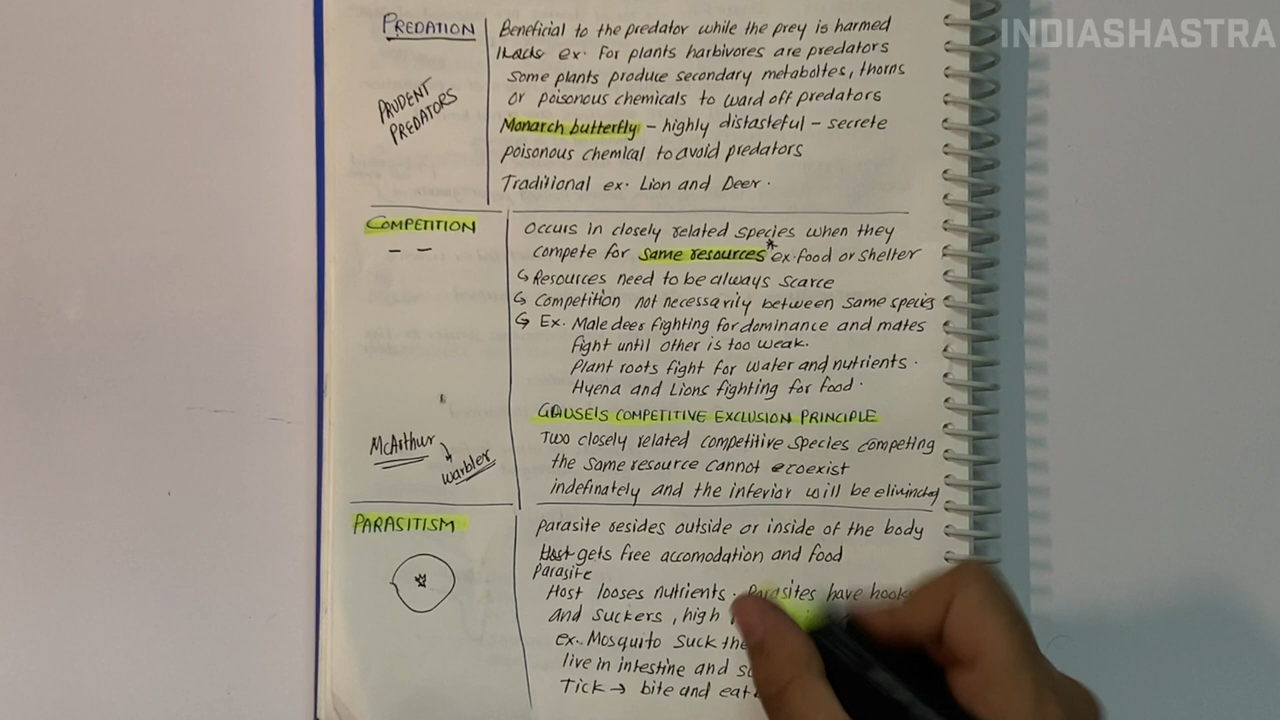 INDIASHASTRA
PREDATION
Beneficial to the predator while the prey is harmed
ex. For plants harbivores are predators
Some plants produce secondary metaboltes, thorns
or poisonous chemicals to ward off predators
PRUDENT
PREDATORS
Monarch butterfly – highly distasteful – secrete
poisonous chemical to avoid predators
Traditional ex. Lion and Deer.
COMPETITION
– –
Occurs in closely related species when they
compete for same resources* ex. food or shelter
↳ Resources need to be always scarce
↳ Competition not necessarily between same species
↳ Ex. Male deer fighting for dominance and mates
fight until other is too weak.
Plant roots fight for water and nutrients.
Hyena and Lions fighting for food.
GAUSE'S COMPETITIVE EXCLUSION PRINCIPLE
McArthur
↳ warbler
Two closely related competitive species competing
the same resource cannot coexist
indefinately and the inferior will be
PARASITISM
parasite resides outside or inside of the body
Host gets free accomodation and food
Parasite
Host looses nutrients. Parasites have hook
and suckers, high
ex. Mosquito suck the
live in intestine and
Tick → bite and eat